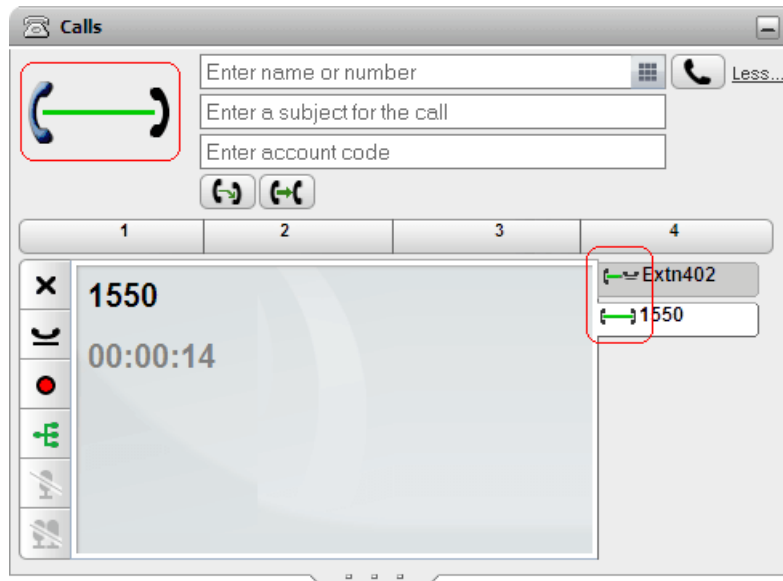 Calls
Enter name or number
Less...
Enter a subject for the call
Enter account code
1 2 3 4
Extn402
1550
1550
00:00:14